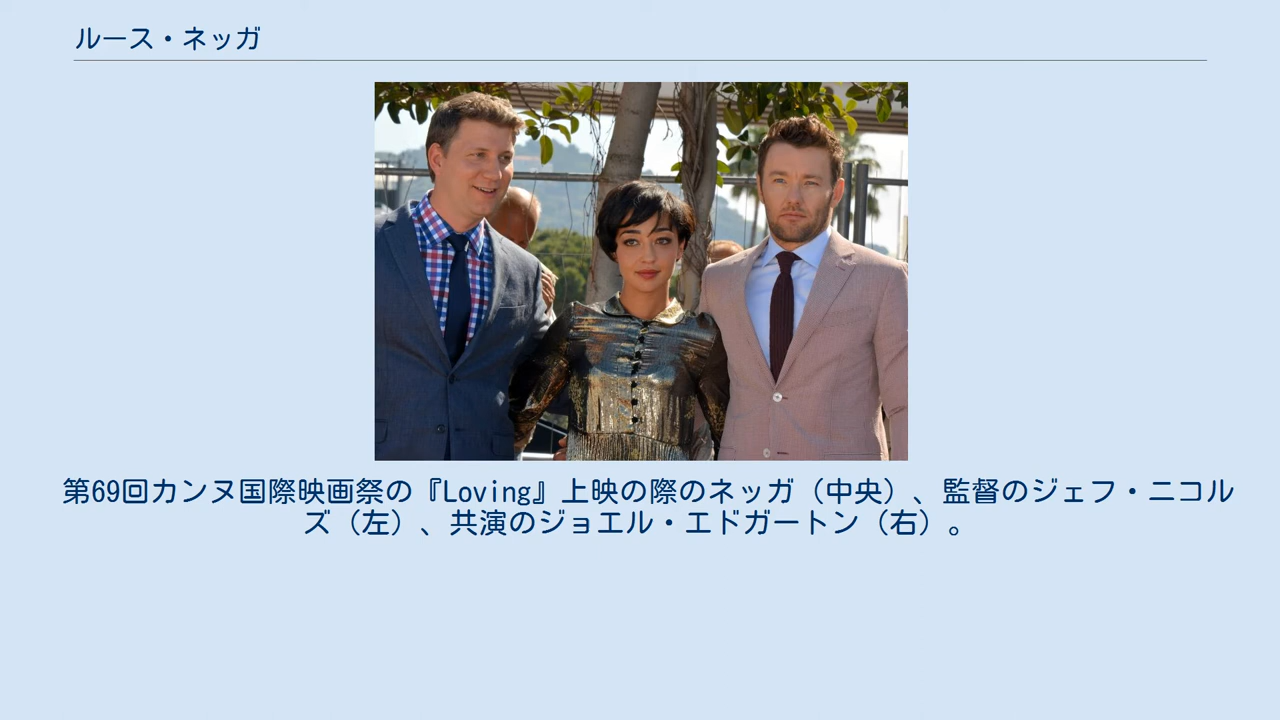 ルース・ネッガ
第69回カンヌ国際映画祭の『Loving』上映の際のネッガ（中央）、監督のジェフ・ニコル
ズ（左）、共演のジョエル・エドガートン（右）。